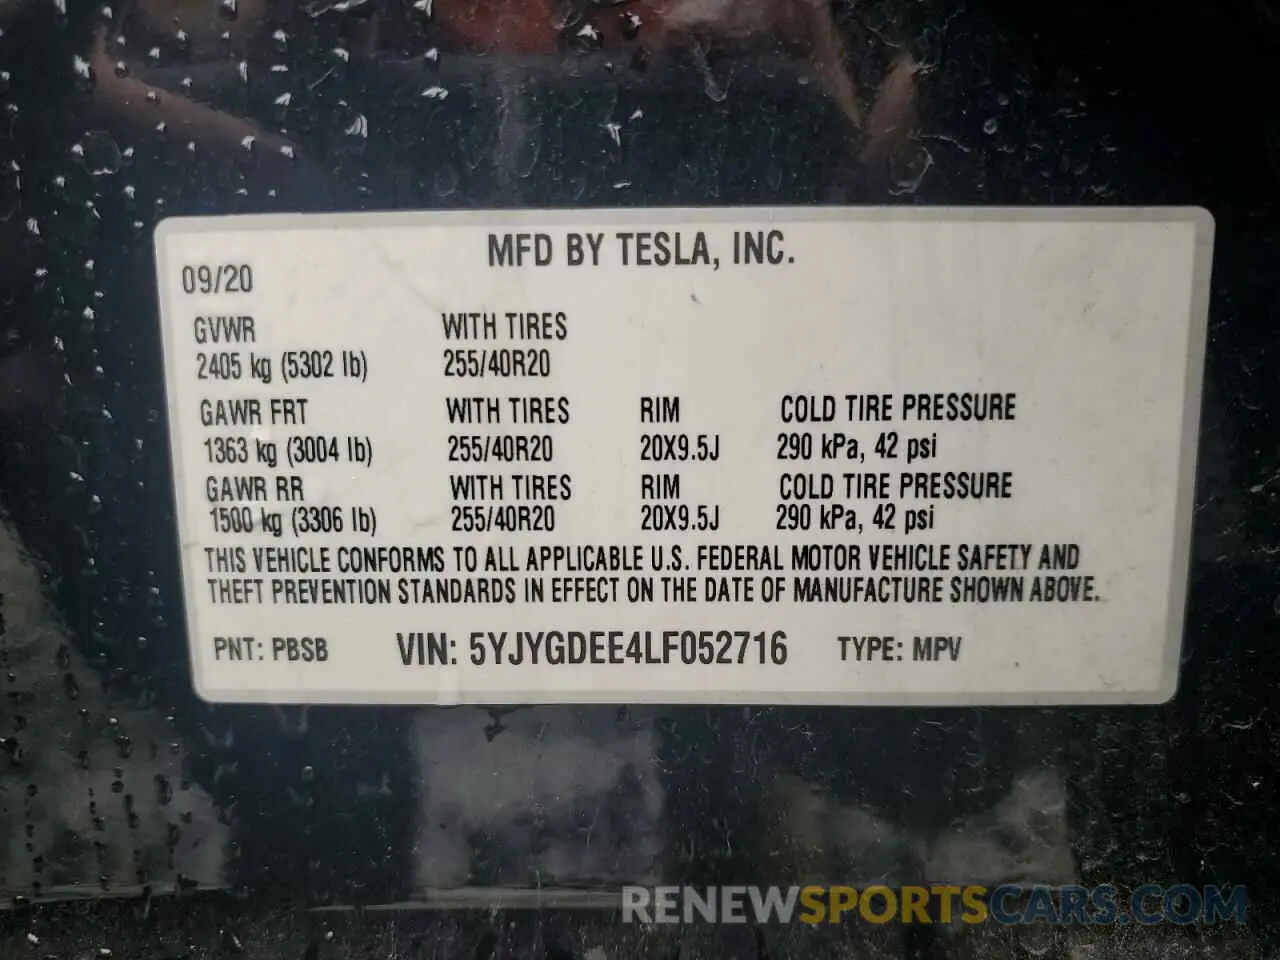 MFD BY TESLA, INC.
09/20
GVWR WITH TIRES
2405 kg (5302 lb) 255/40R20
GAWR FRT WITH TIRES RIM COLD TIRE PRESSURE
1363 kg (3004 lb) 255/40R20 20X9.5J 290 kPa, 42 psi
GAWR RR WITH TIRES RIM COLD TIRE PRESSURE
1500 kg (3306 lb) 255/40R20 20X9.5J 290 kPa, 42 psi
THIS VEHICLE CONFORMS TO ALL APPLICABLE U.S. FEDERAL MOTOR VEHICLE SAFETY AND
THEFT PREVENTION STANDARDS IN EFFECT ON THE DATE OF MANUFACTURE SHOWN ABOVE.
PNT: PBSB VIN: 5YJYGDEE4LF052716 TYPE: MPV
RENEWSPORTSCARS.COM